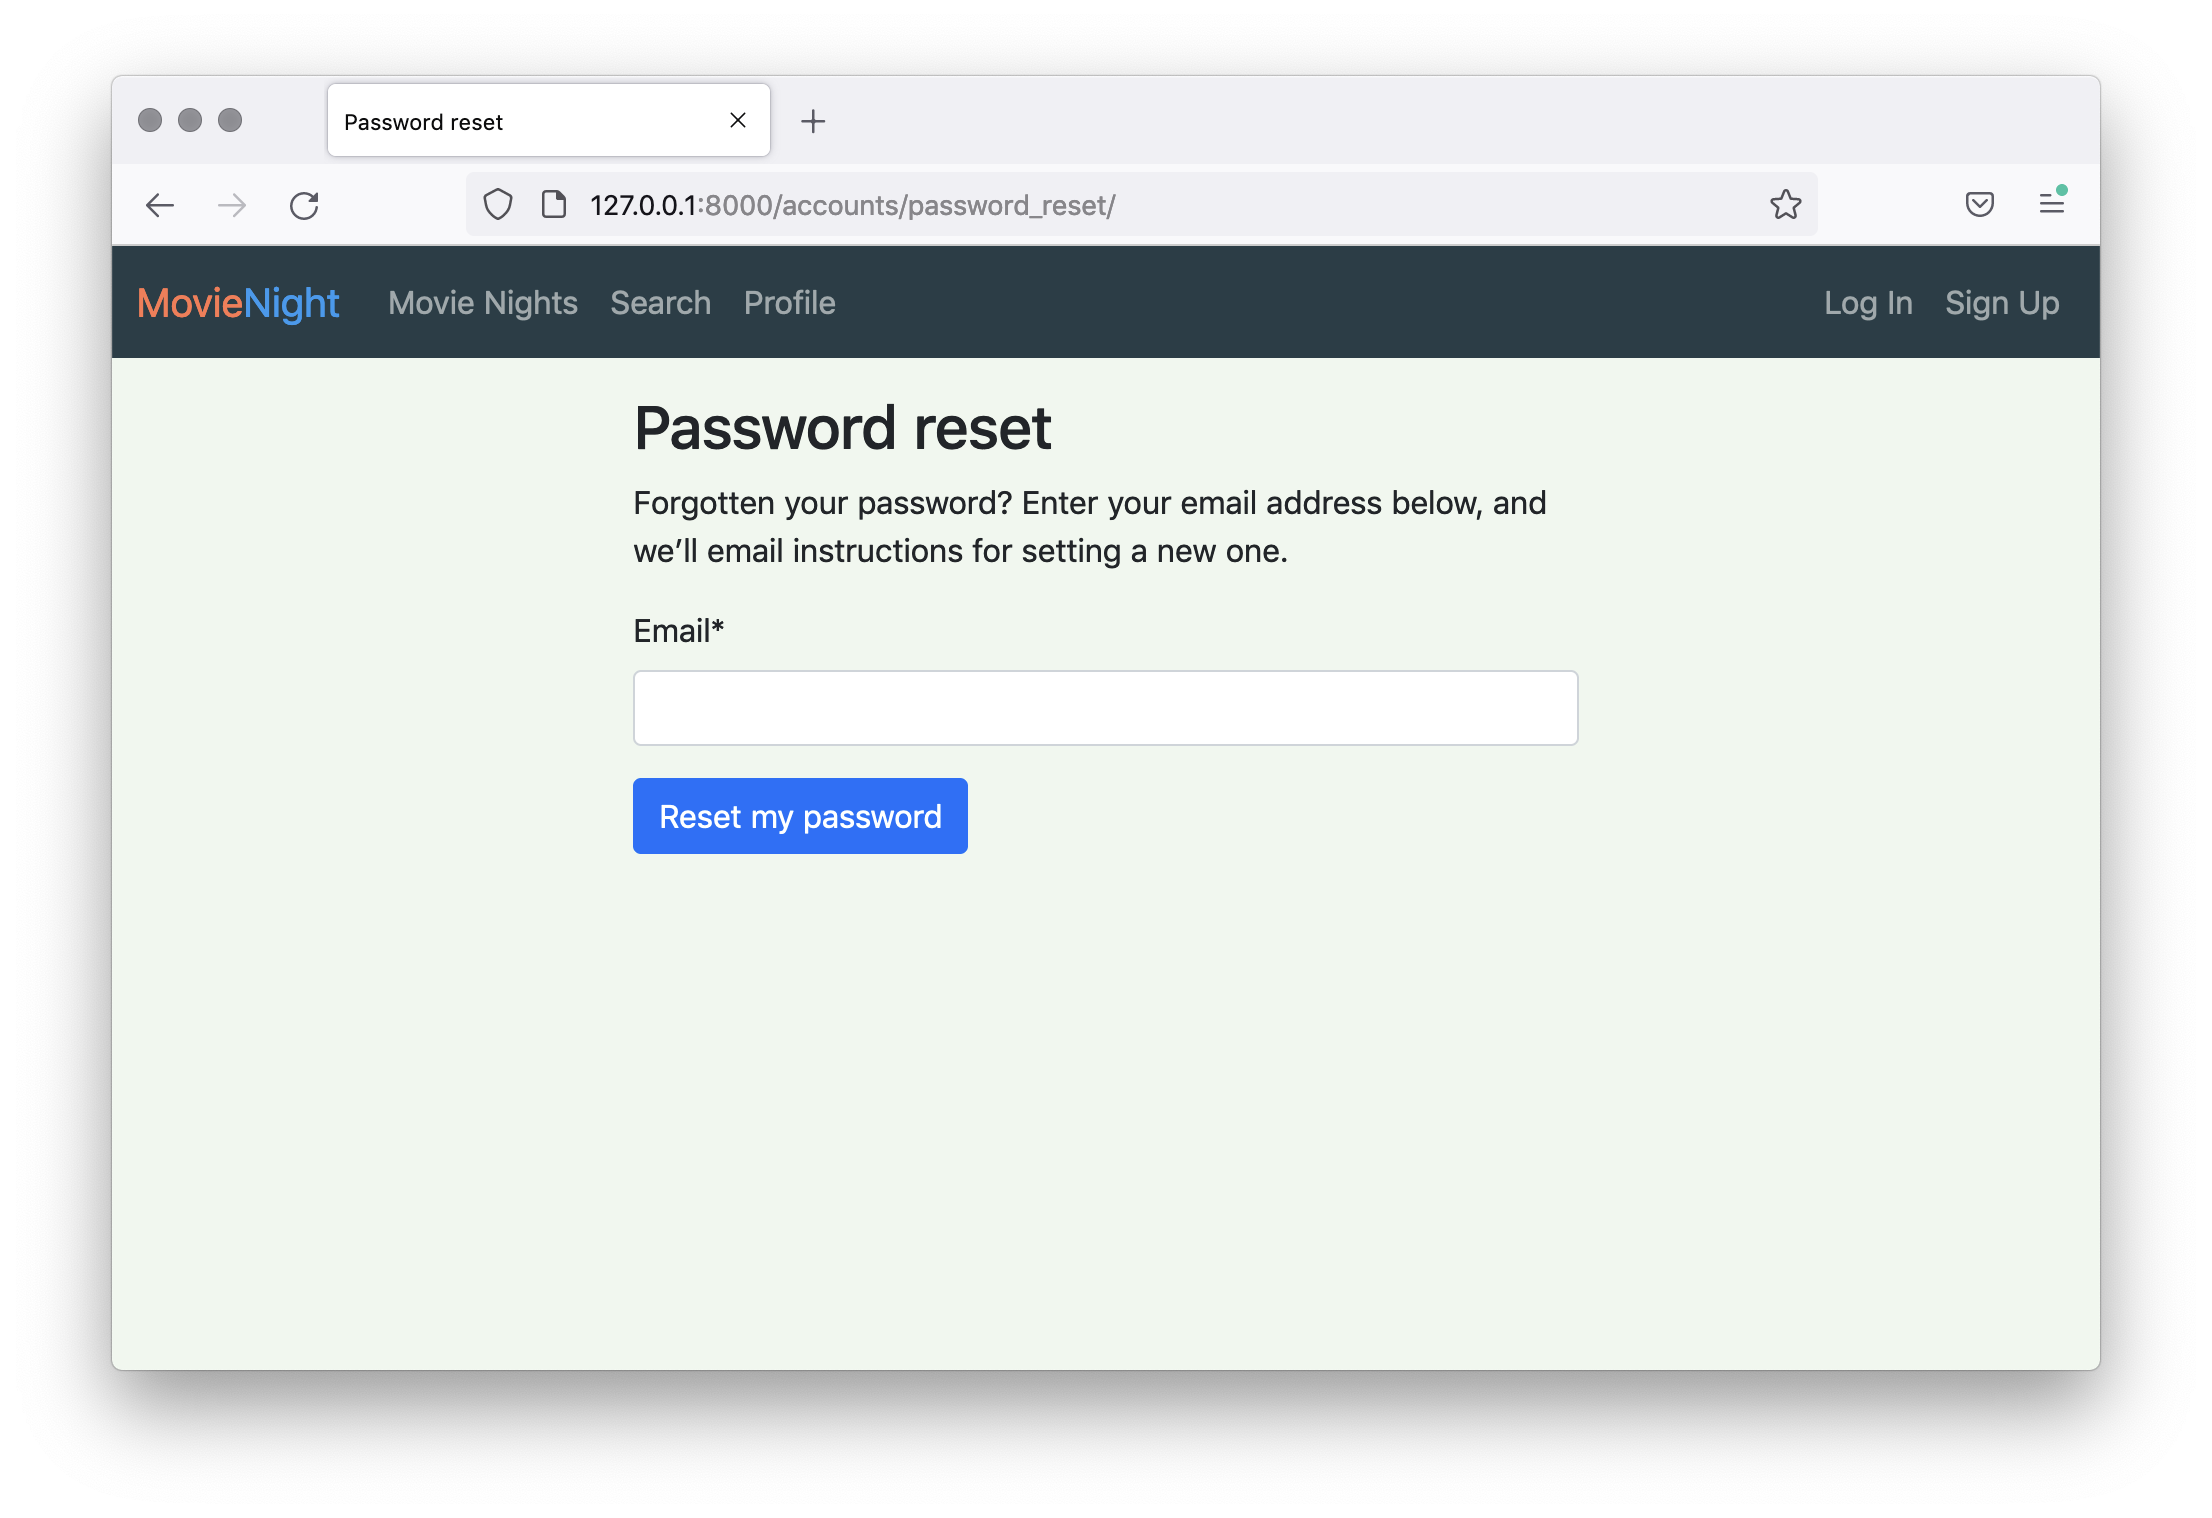 Password reset
127.0.0.1:8000/accounts/password_reset/
MovieNight Movie Nights Search Profile Log In Sign Up
Password reset
Forgotten your password? Enter your email address below, and
we’ll email instructions for setting a new one.
Email*
Reset my password